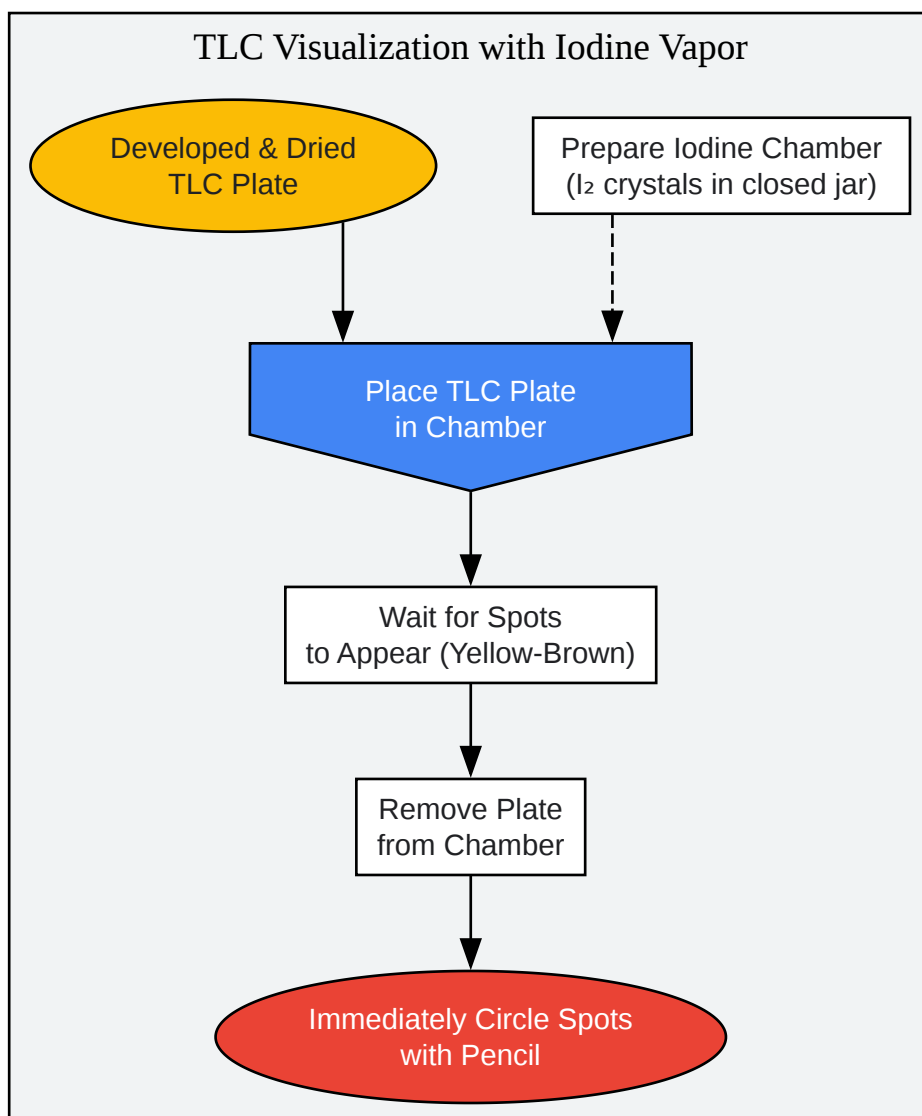 TLC Visualization with Iodine Vapor
Developed & Dried
TLC Plate
Prepare Iodine Chamber
(I₂ crystals in closed jar)
Place TLC Plate
in Chamber
Wait for Spots
to Appear (Yellow-Brown)
Remove Plate
from Chamber
Immediately Circle Spots
with Pencil